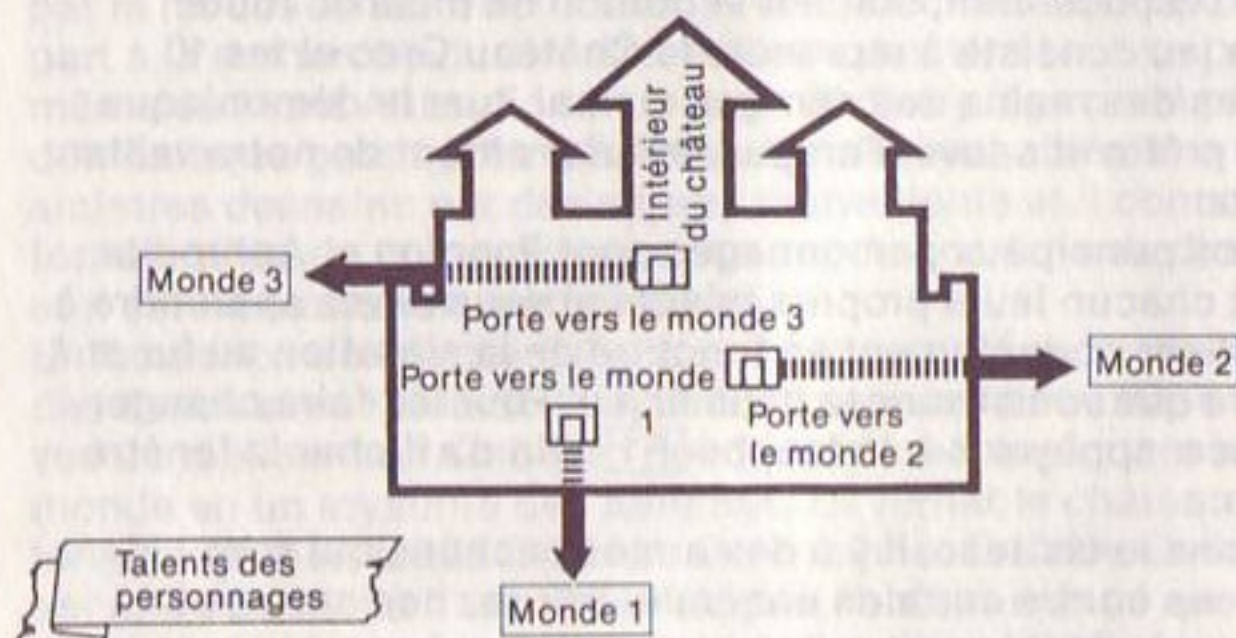 Intérieur
du château
Monde 3
Porte vers le monde 3
Porte vers le monde
1
Monde 2
Porte vers
le monde 2
Talents des
personnages
Monde 1